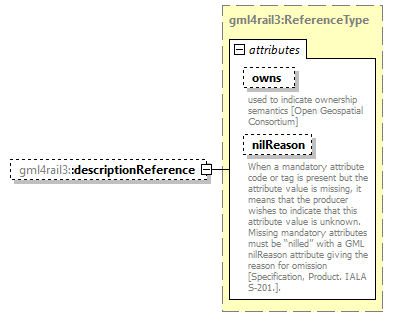 gml4rail3:ReferenceType
attributes
owns
used to indicate ownership
semantics [Open Geospatial
Consortium]
nilReason
When a mandatory attribute
code or tag is present but the
attribute value is missing, it
means that the producer
wishes to indicate that this
attribute value is unknown.
Missing mandatory attributes
must be “nilled” with a GML
nilReason attribute giving the
reason for omission
[Specification, Product. IALA
S-201.].
gml4rail3::descriptionReference